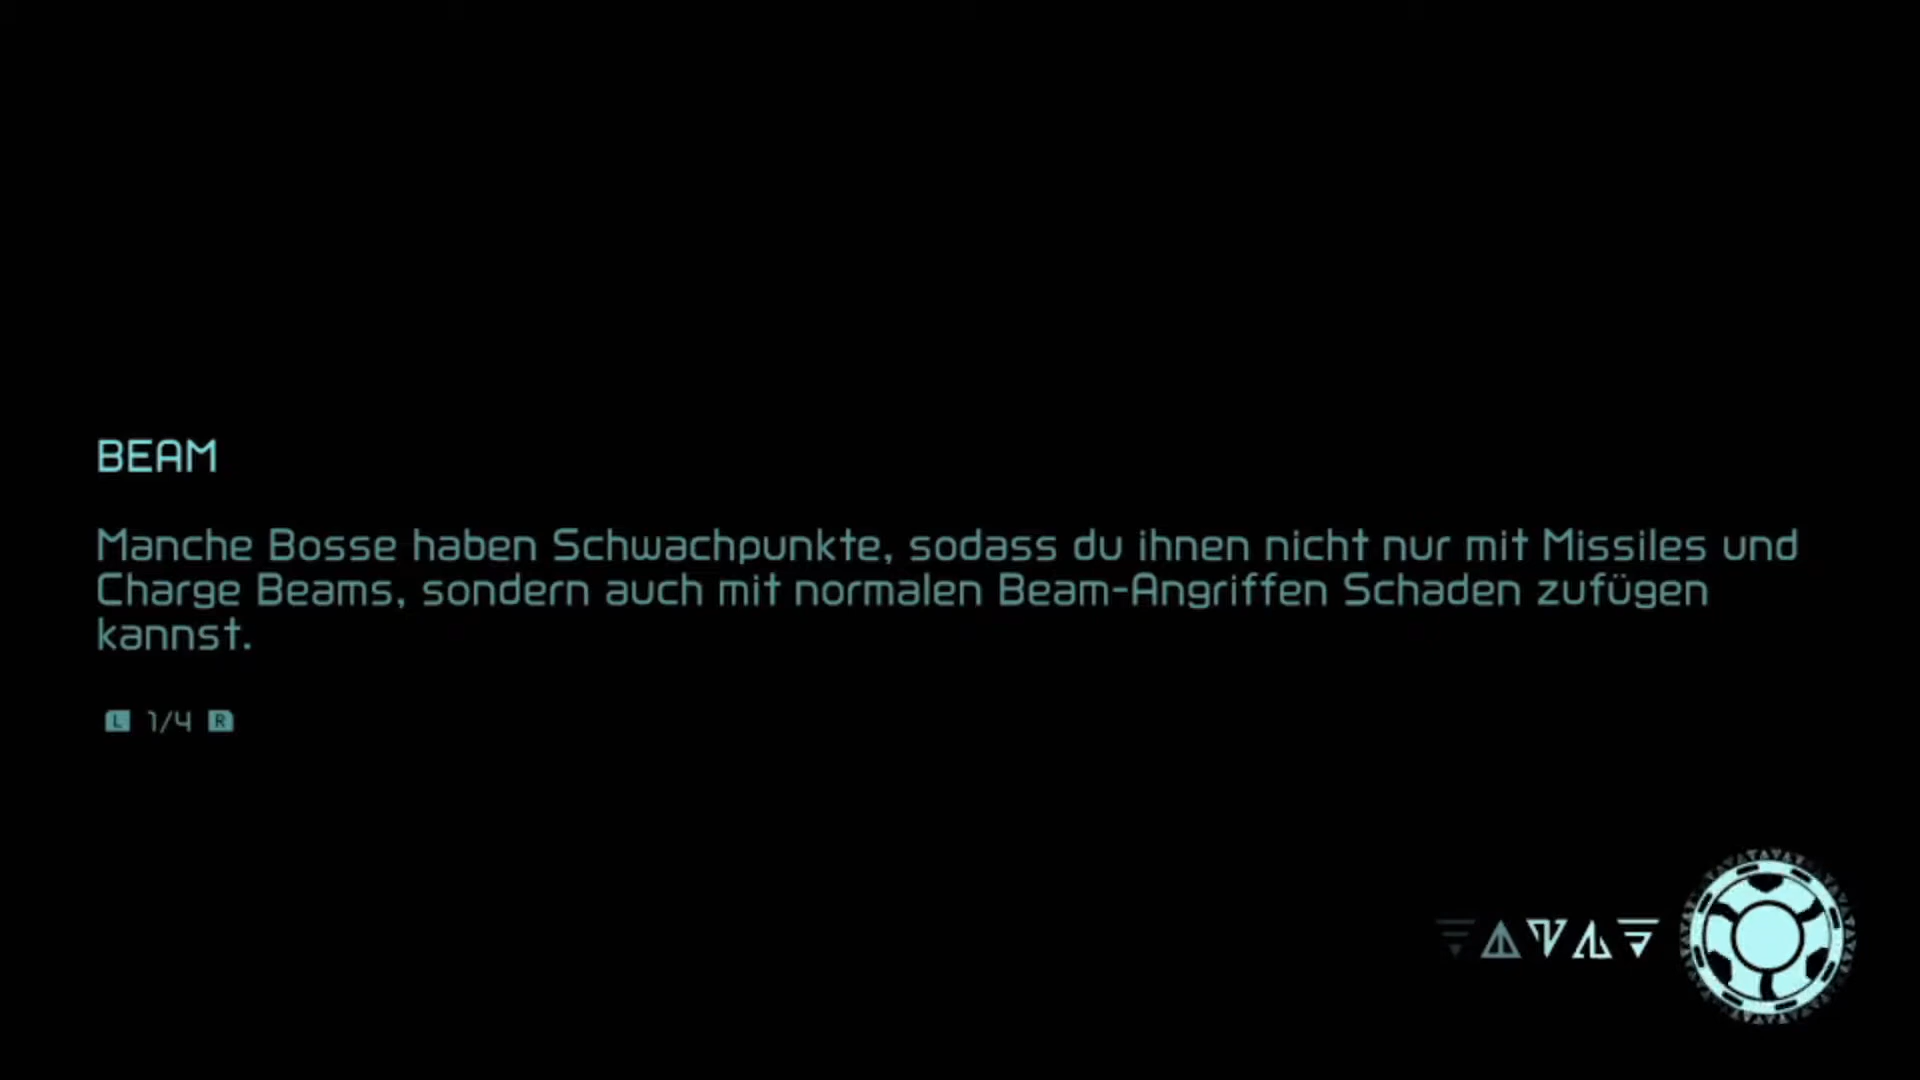 BEAM
Manche Bosse haben Schwachpunkte, sodass du ihnen nicht nur mit Missiles und
Charge Beams, sondern auch mit normalen Beam-Angriffen Schaden zufügen
kannst.
L 1/4 R